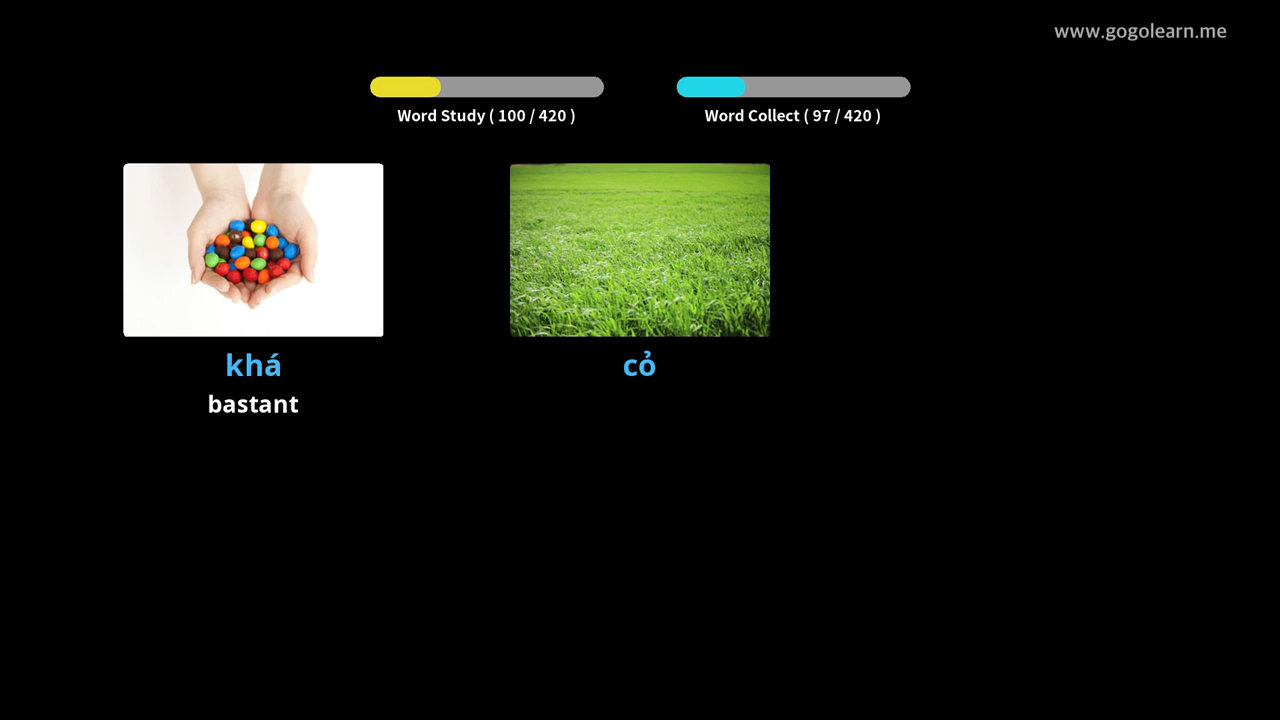 www.gogolearn.me
Word Study ( 100 / 420 )
Word Collect ( 97 / 420 )
khá
bastant
cỏ